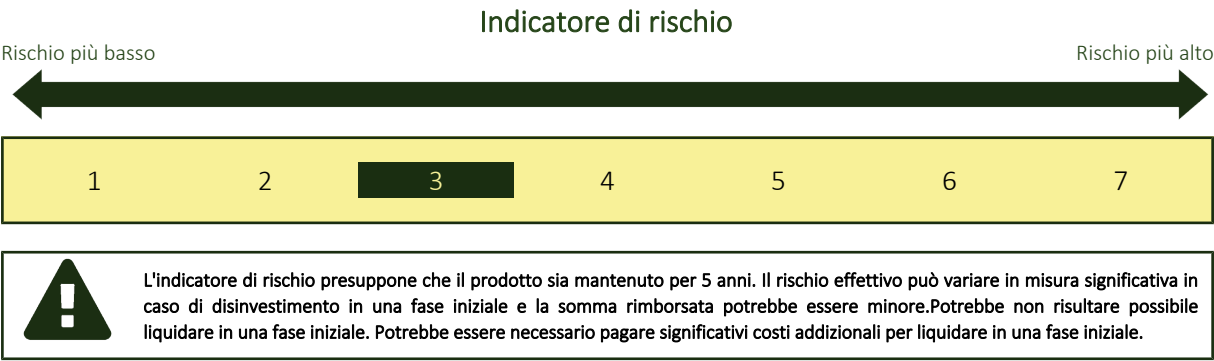 Indicatore di rischio
Rischio più basso Rischio più alto
1 2 3 4 5 6 7
L'indicatore di rischio presuppone che il prodotto sia mantenuto per 5 anni. Il rischio effettivo può variare in misura significativa in
caso di disinvestimento in una fase iniziale e la somma rimborsata potrebbe essere minore.Potrebbe non risultare possibile
liquidare in una fase iniziale. Potrebbe essere necessario pagare significativi costi addizionali per liquidare in una fase iniziale.